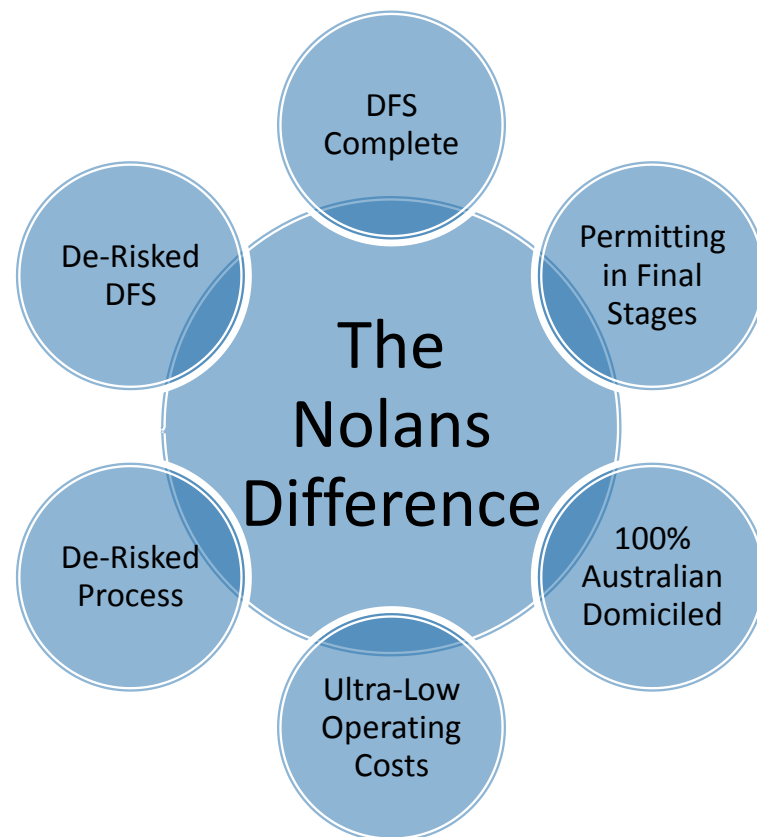 DFS
Complete
Permitting
in Final
Stages
100%
Australian
Domiciled
Ultra-Low
Operating
Costs
De-Risked
Process
De-Risked
DFS
The
Nolans
Difference